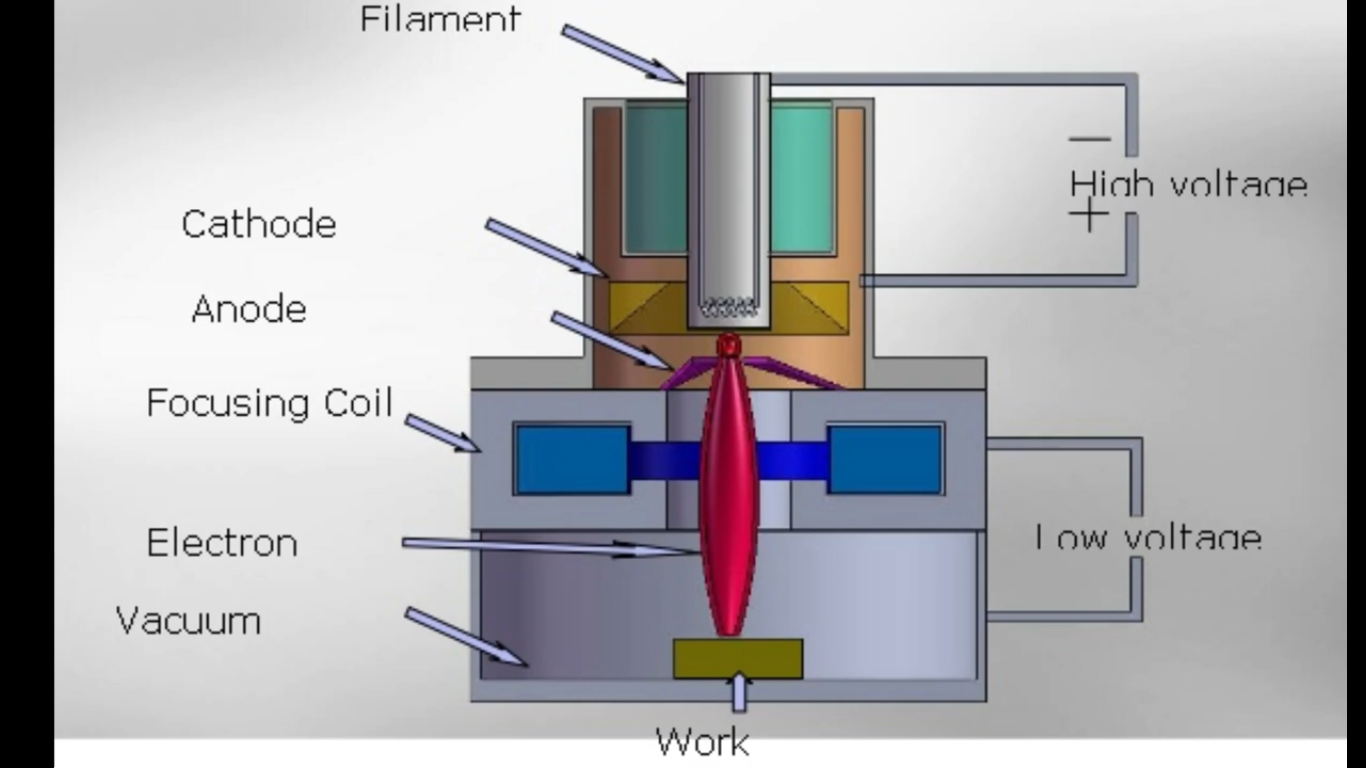 Filament
−
High voltage
+
Cathode
Anode
Focusing Coil
Electron
Low voltage
Vacuum
Work